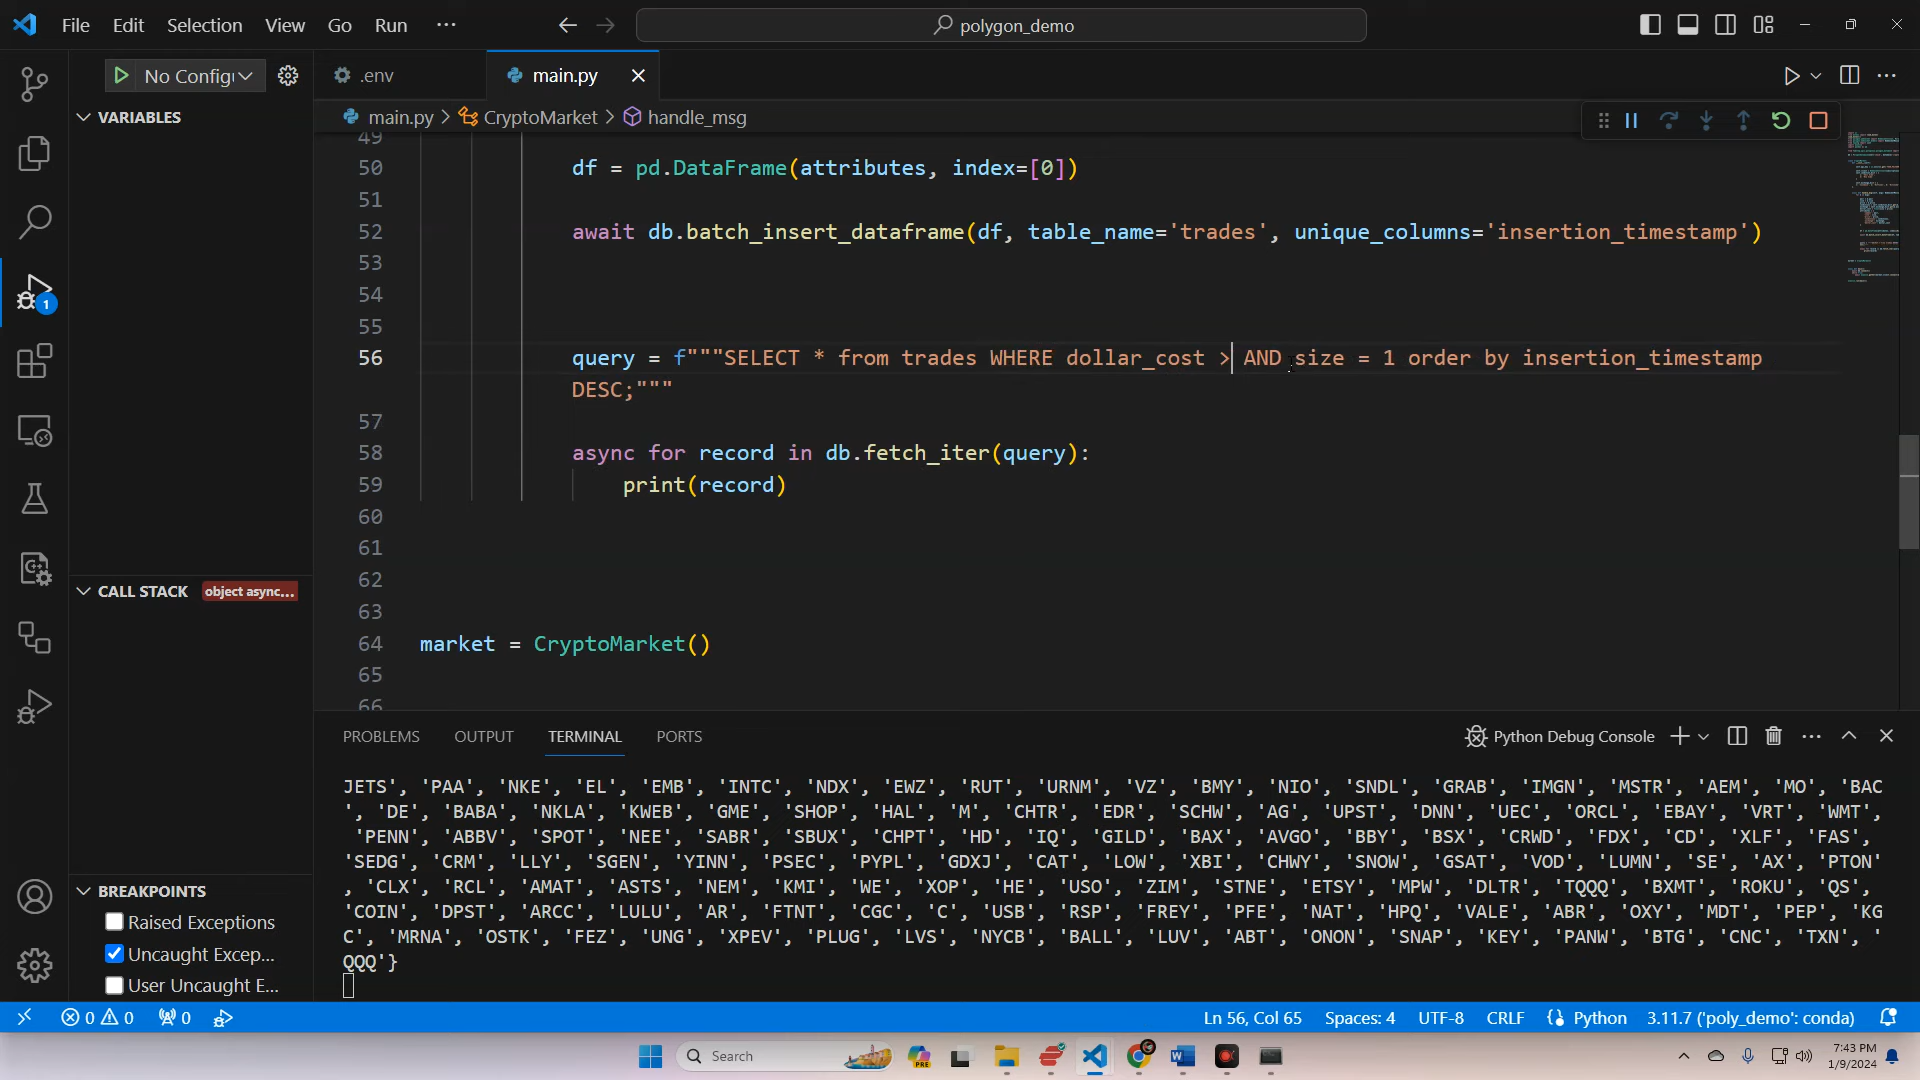 File Edit Selection View Go Run ···
polygon_demo
No Config
.env
main.py
main.py > CryptoMarket > handle_msg
VARIABLES
49
50 df = pd.DataFrame(attributes, index=[0])
51
52 await db.batch_insert_dataframe(df, table_name='trades', unique_columns='insertion_timestamp')
53
54
55
56 query = f"""SELECT * from trades WHERE dollar_cost > AND size = 1 order by insertion_timestamp
DESC;"""
57
58 async for record in db.fetch_iter(query):
59 print(record)
60
61
62
63
64 market = CryptoMarket()
65
66
1
CALL STACK
object async...
BREAKPOINTS
Raised Exceptions
Uncaught Excep...
User Uncaught E...
PROBLEMS OUTPUT TERMINAL PORTS
Python Debug Console
JETS', 'PAA', 'NKE', 'EL', 'EMB', 'INTC', 'NDX', 'EWZ', 'RUT', 'URNM', 'VZ', 'BMY', 'NIO', 'SNDL', 'GRAB', 'IMGN', 'MSTR', 'AEM', 'MO', 'BAC
', 'DE', 'BABA', 'NKLA', 'KWEB', 'GME', 'SHOP', 'HAL', 'M', 'CHTR', 'EDR', 'SCHW', 'AG', 'UPST', 'DNN', 'UEC', 'ORCL', 'EBAY', 'VRT', 'WMT',
'PENN', 'ABBV', 'SPOT', 'NEE', 'SABR', 'SBUX', 'CHPT', 'HD', 'IQ', 'GILD', 'BAX', 'AVGO', 'BBY', 'BSX', 'CRWD', 'FDX', 'CD', 'XLF', 'FAS',
'SEDG', 'CRM', 'LLY', 'SGEN', 'YINN', 'PSEC', 'PYPL', 'GDXJ', 'CAT', 'LOW', 'XBI', 'CHWY', 'SNOW', 'GSAT', 'VOD', 'LUMN', 'SE', 'AX', 'PTON'
, 'CLX', 'RCL', 'AMAT', 'ASTS', 'NEM', 'KMI', 'WE', 'XOP', 'HE', 'USO', 'ZIM', 'STNE', 'ETSY', 'MPW', 'DLTR', 'TQQQ', 'BXMT', 'ROKU', 'QS',
'COIN', 'DPST', 'ARCC', 'LULU', 'AR', 'FTNT', 'CGC', 'C', 'USB', 'RSP', 'FREY', 'PFE', 'NAT', 'HPQ', 'VALE', 'ABR', 'OXY', 'MDT', 'PEP', 'KG
C', 'MRNA', 'OSTK', 'FEZ', 'UNG', 'XPEV', 'PLUG', 'LVS', 'NYCB', 'BALL', 'LUV', 'ABT', 'ONON', 'SNAP', 'KEY', 'PANW', 'BTG', 'CNC', 'TXN', '
QQQ'}
0 0 0
Ln 56, Col 65 Spaces: 4 UTF-8 CRLF Python 3.11.7 ('poly_demo': conda)
Search
PRE
7:43 PM
1/9/2024